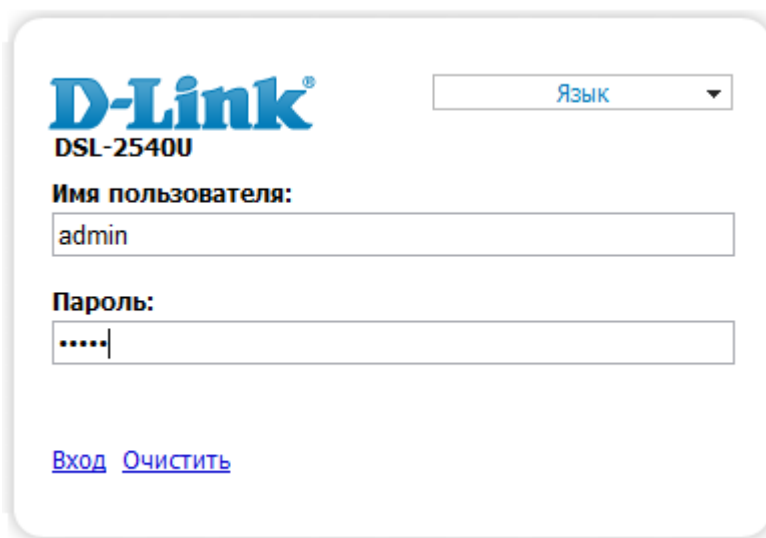 D-Link®
Язык
DSL-2540U
Имя пользователя:
admin
Пароль:
•••••
Вход Очистить